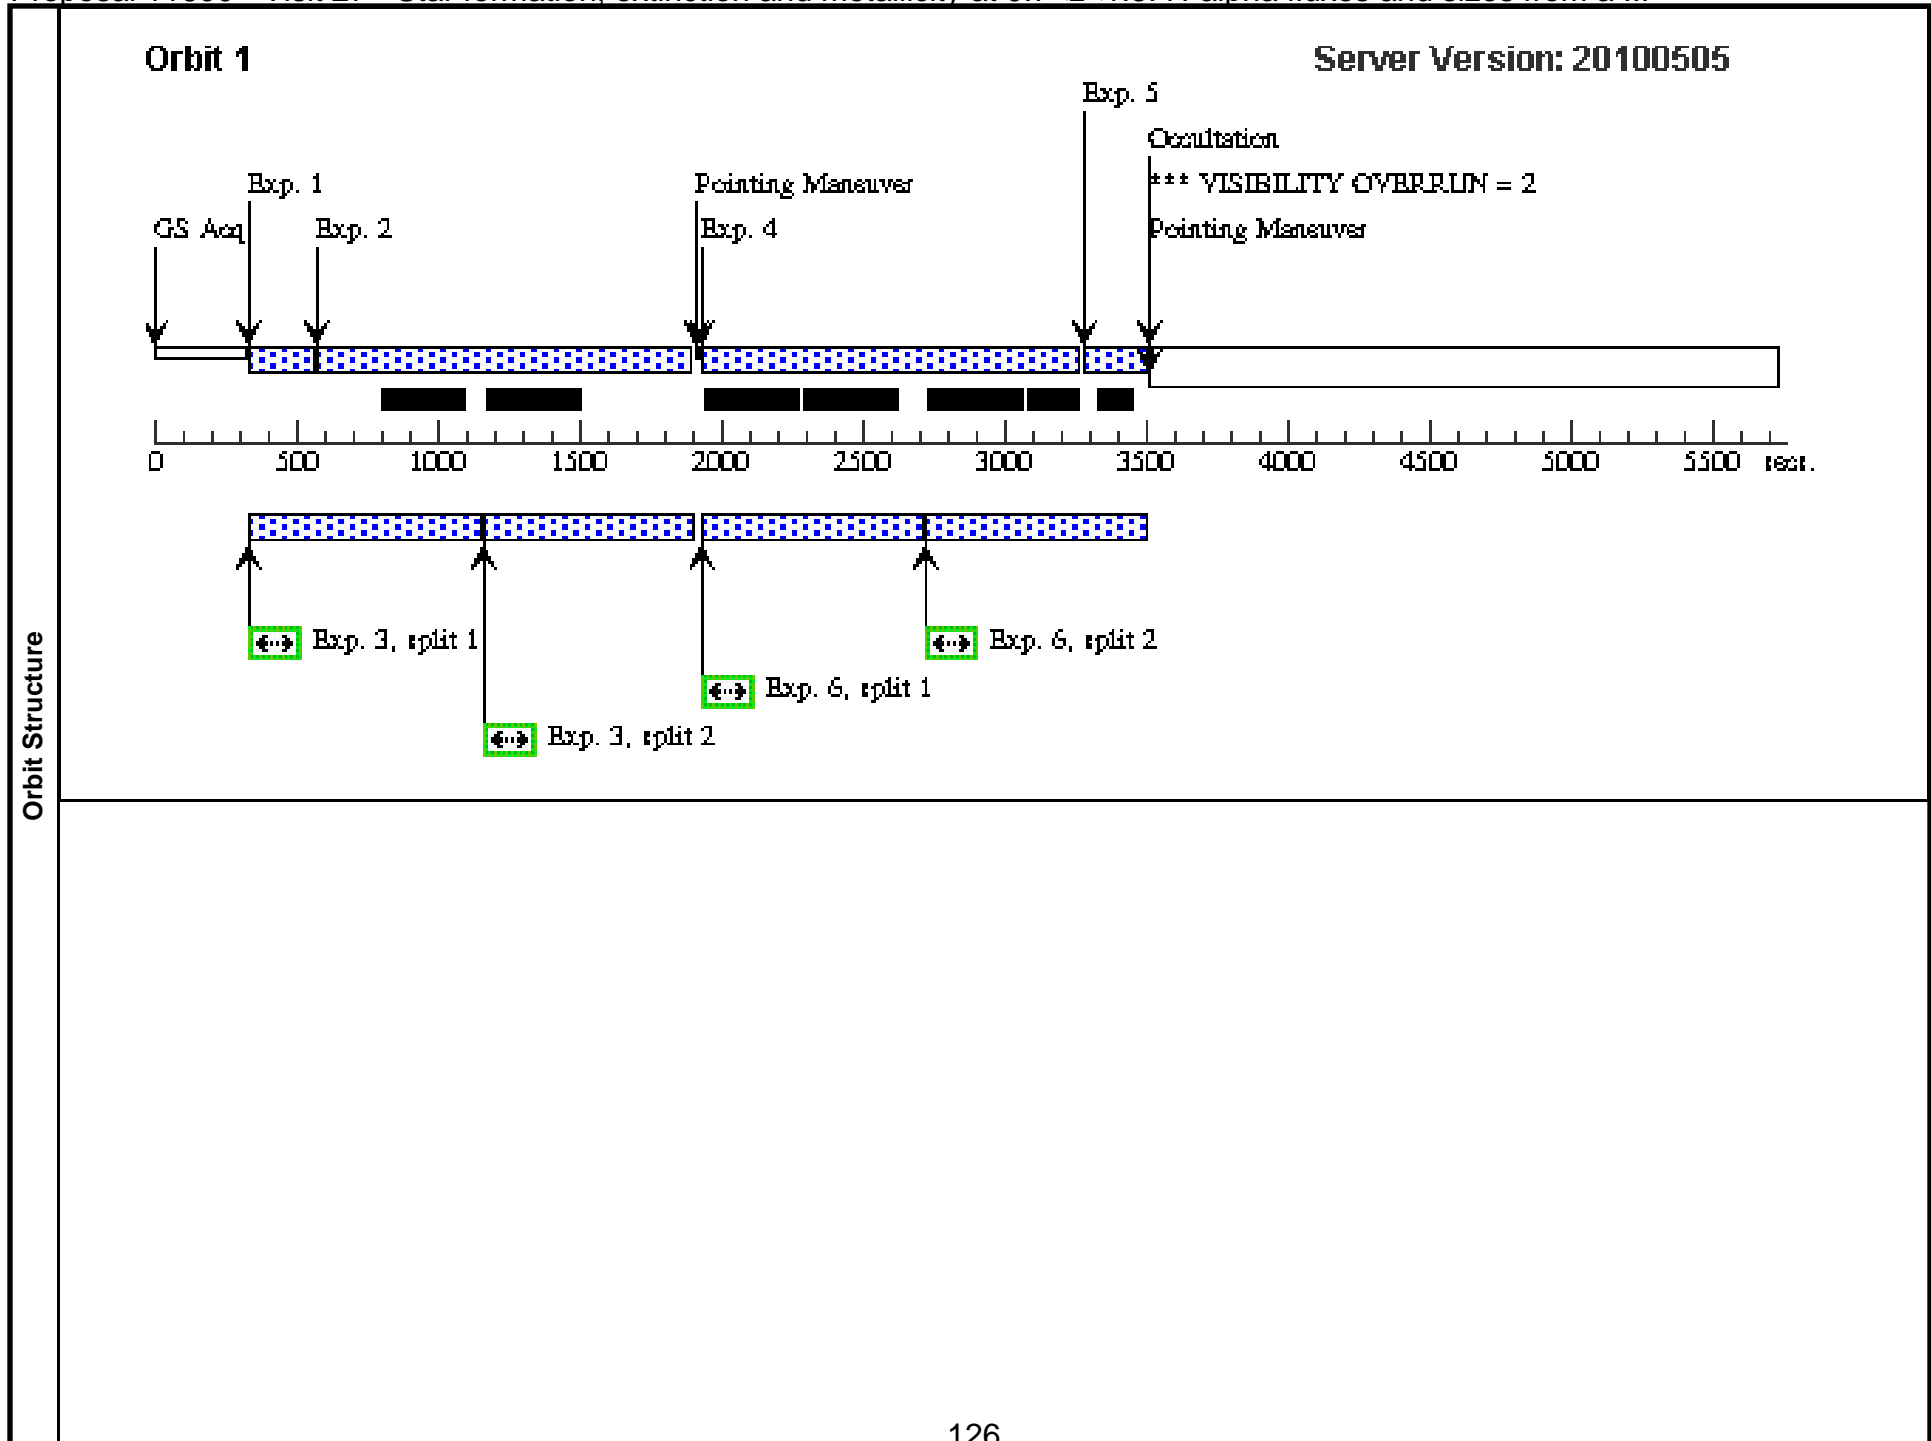 Orbit 1
Server Version: 20100505
Exp. 5
Occultation
Exp. 1
Pointing Maneuver
*** VISIBILITY OVERRUN = 2
GS Acq
Exp. 2
Exp. 4
Pointing Maneuver
0 500 1000 1500 2000 2500 3000 3500 4000 4500 5000 5500 secs.
Exp. 3, split 1
Exp. 6, split 2
Exp. 6, split 1
Exp. 3, split 2
Orbit Structure
126